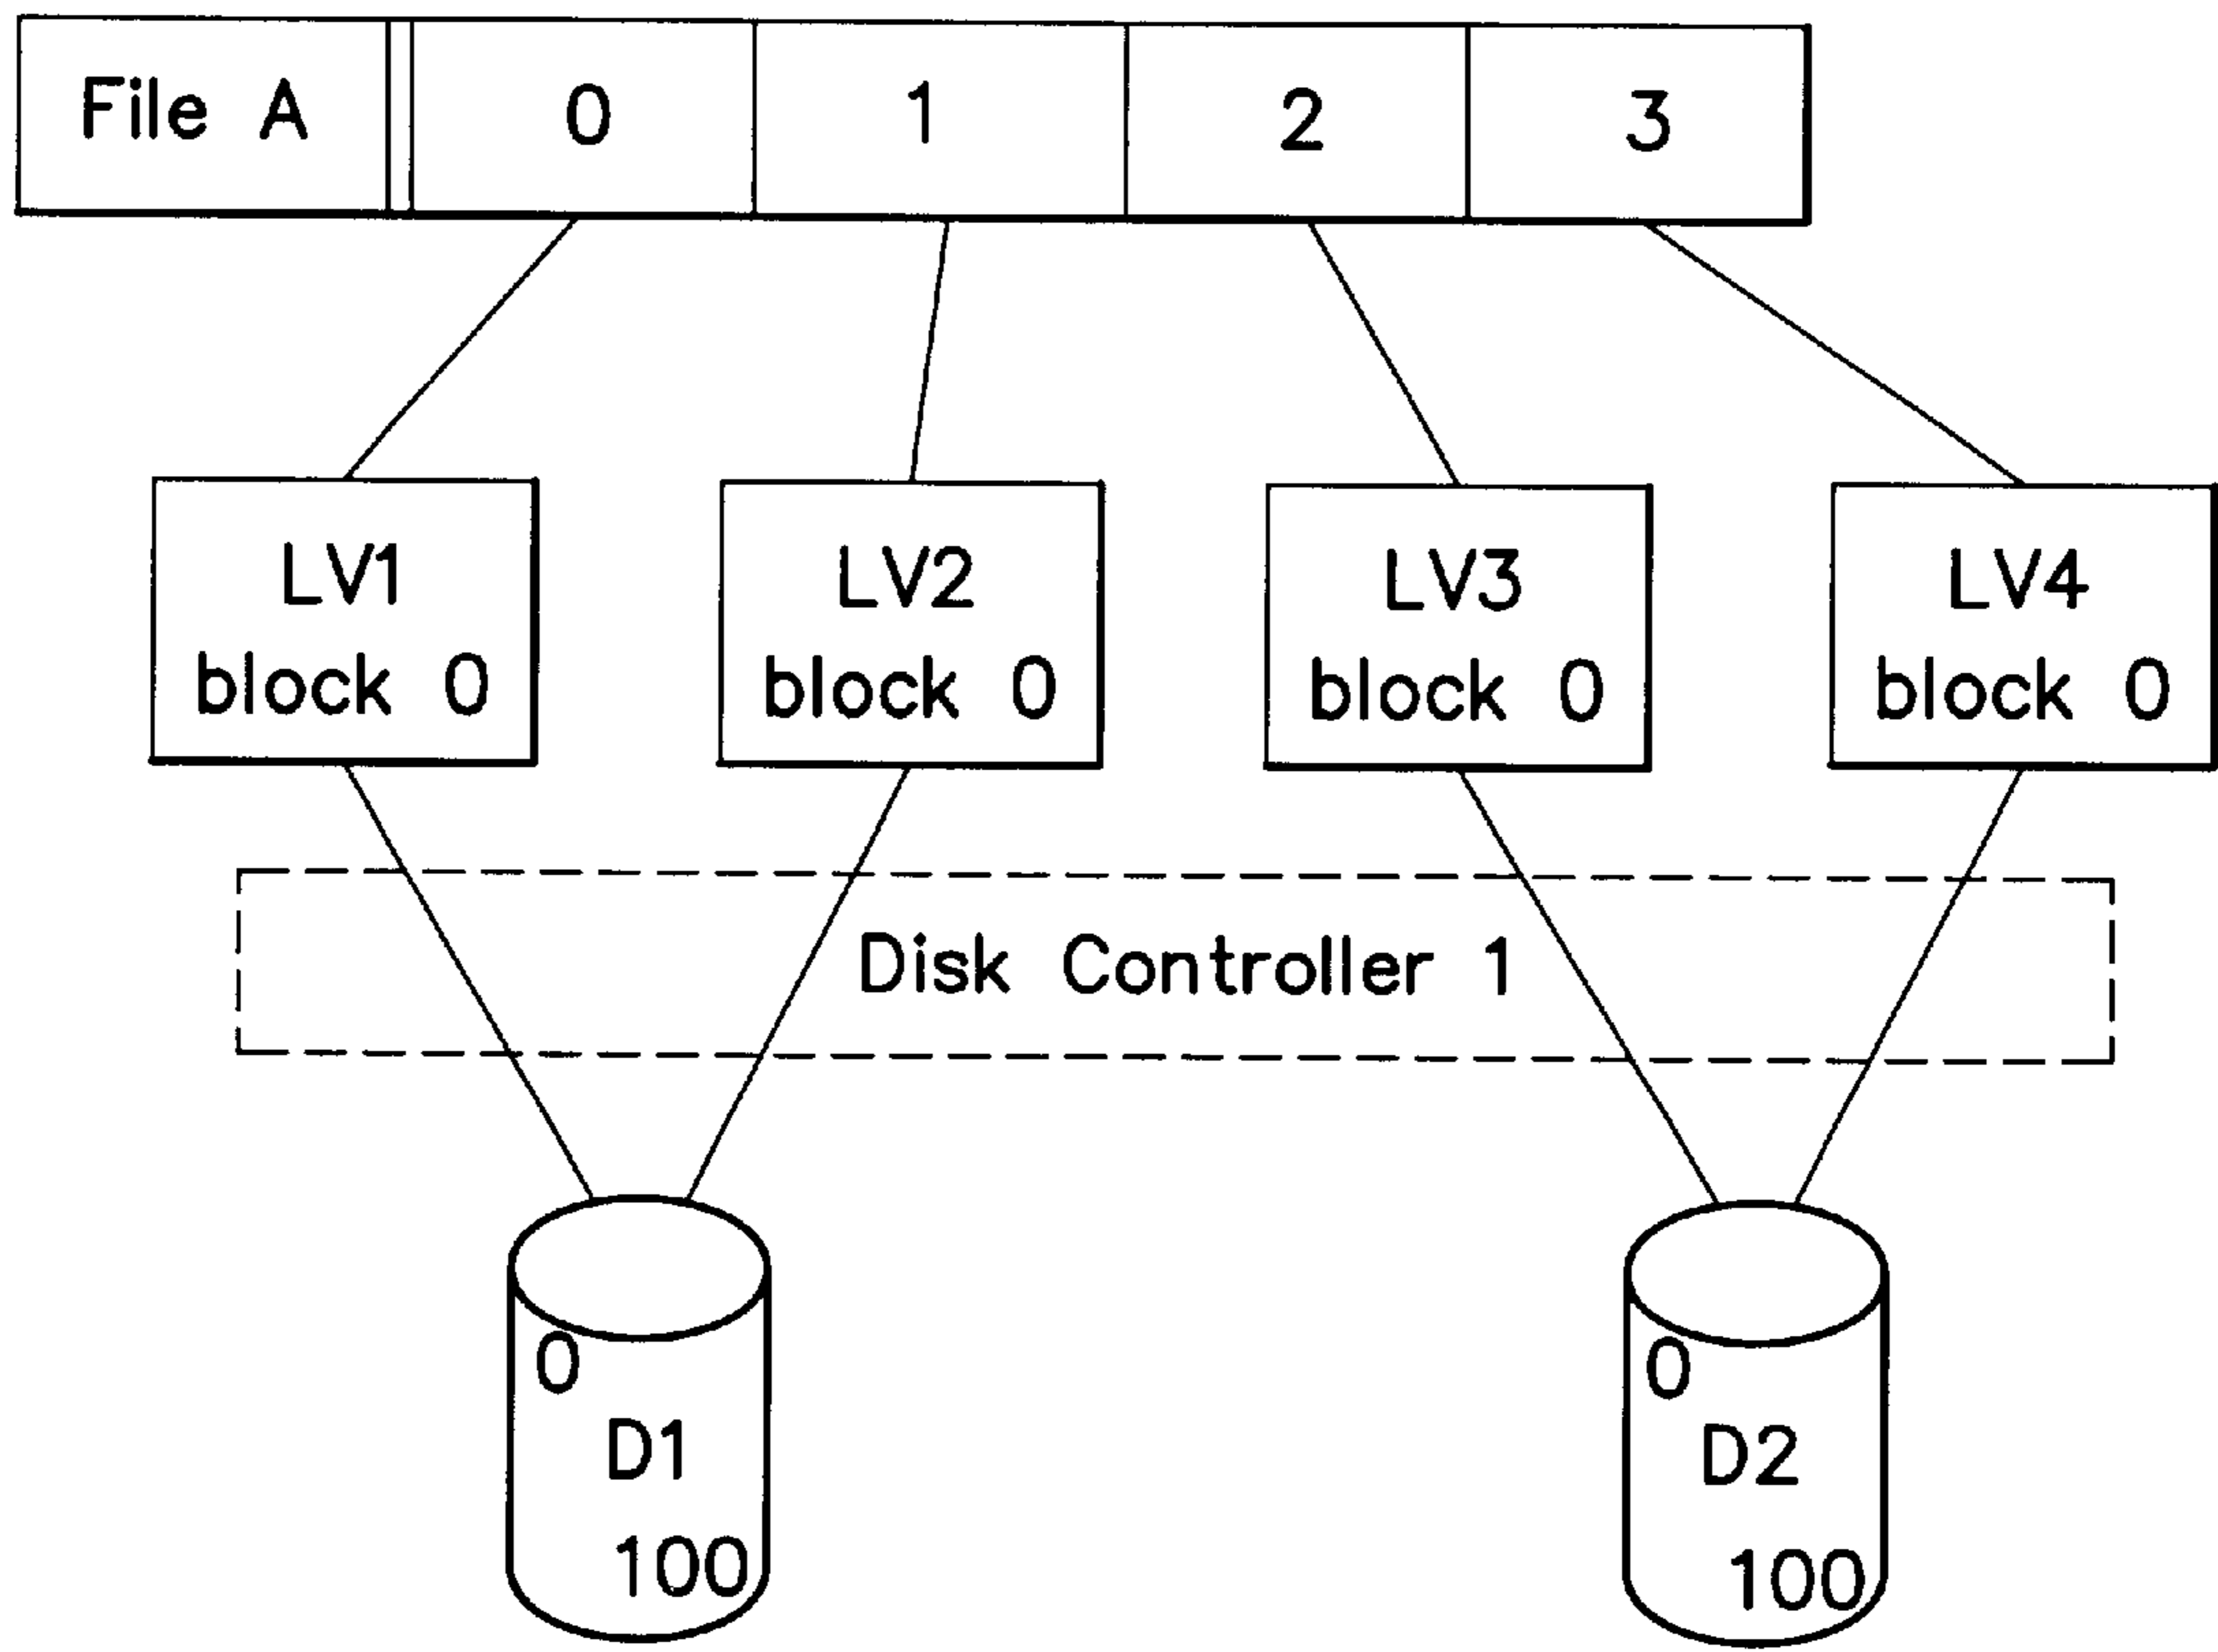 File A 0 1 2 3
LV1 LV2 LV3 LV4
block 0 block 0 block 0 block 0
Disk Controller 1
0 0
D1 D2
100 100